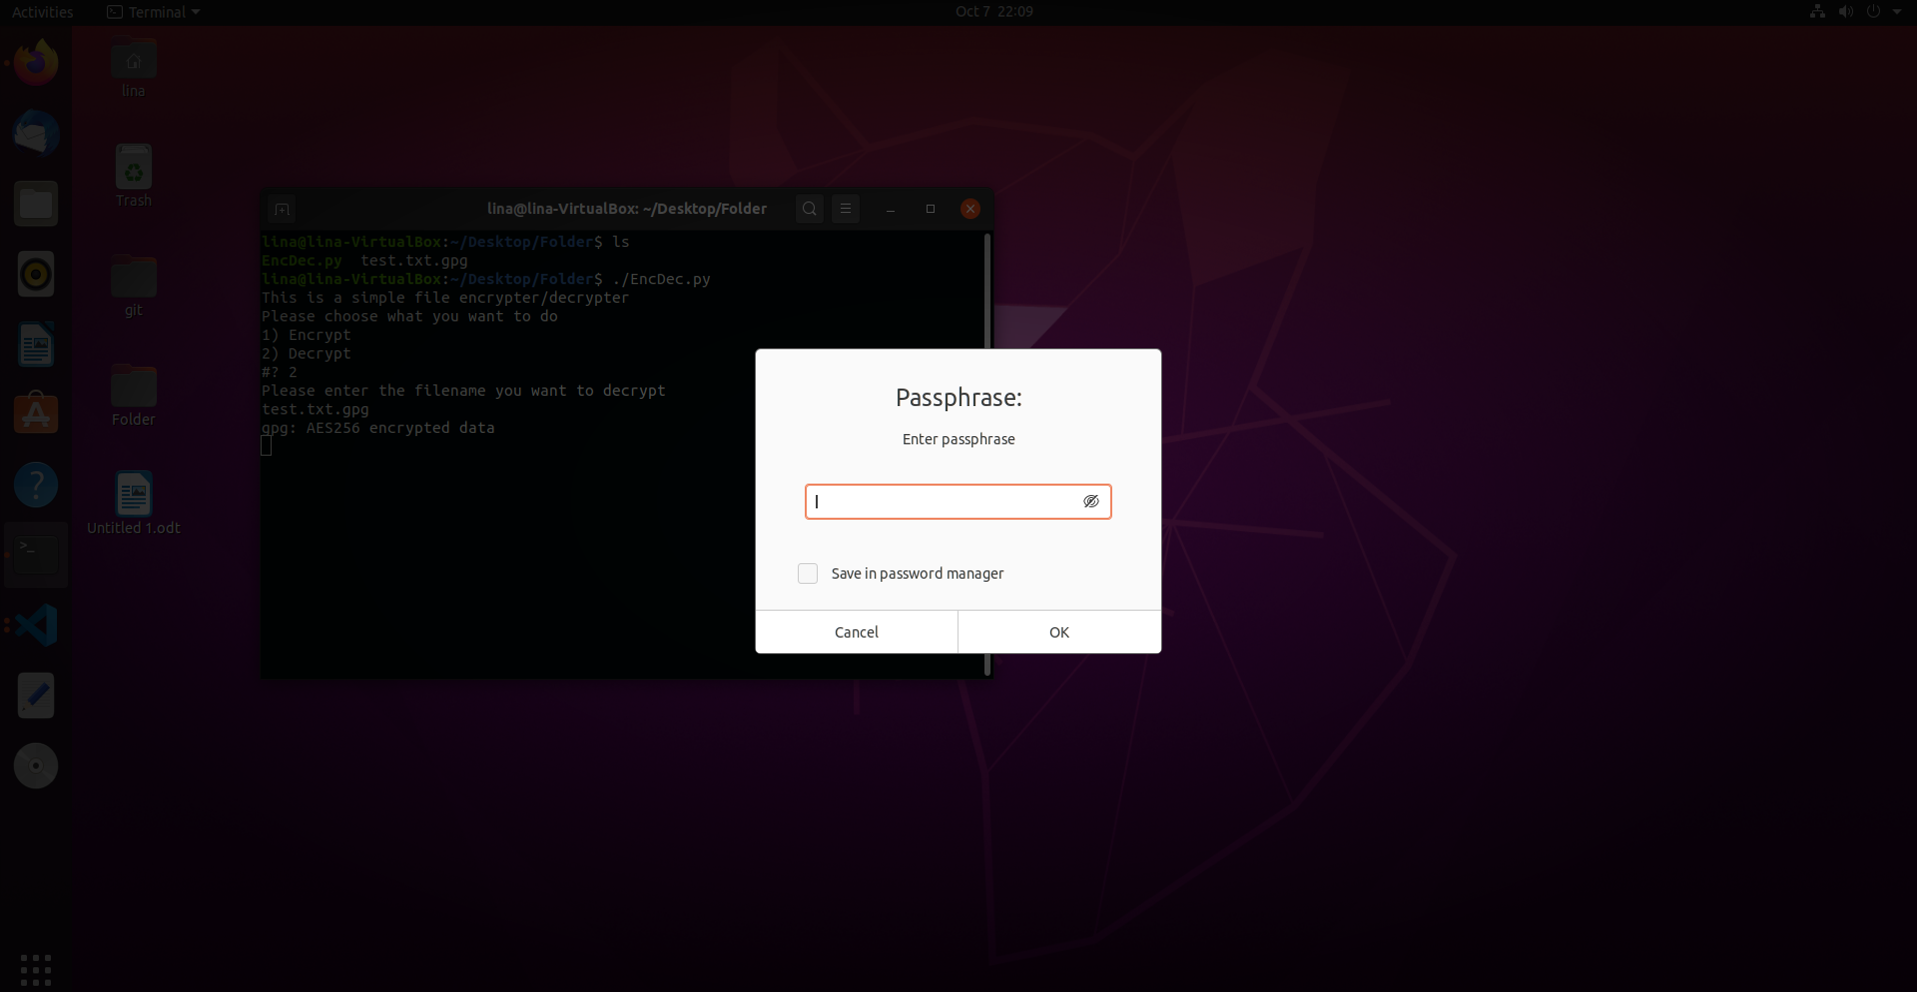 Activities
Terminal
Oct 7 22:09
lina
Trash
git
Folder
Untitled 1.odt
lina@lina-VirtualBox: ~/Desktop/Folder
lina@lina-VirtualBox:~/Desktop/Folder$ ls
EncDec.py  test.txt.gpg
lina@lina-VirtualBox:~/Desktop/Folder$ ./EncDec.py
This is a simple file encrypter/decrypter
Please choose what you want to do
1) Encrypt
2) Decrypt
#? 2
Please enter the filename you want to decrypt
test.txt.gpg
gpg: AES256 encrypted data
Passphrase:
Enter passphrase
Save in password manager
Cancel
OK